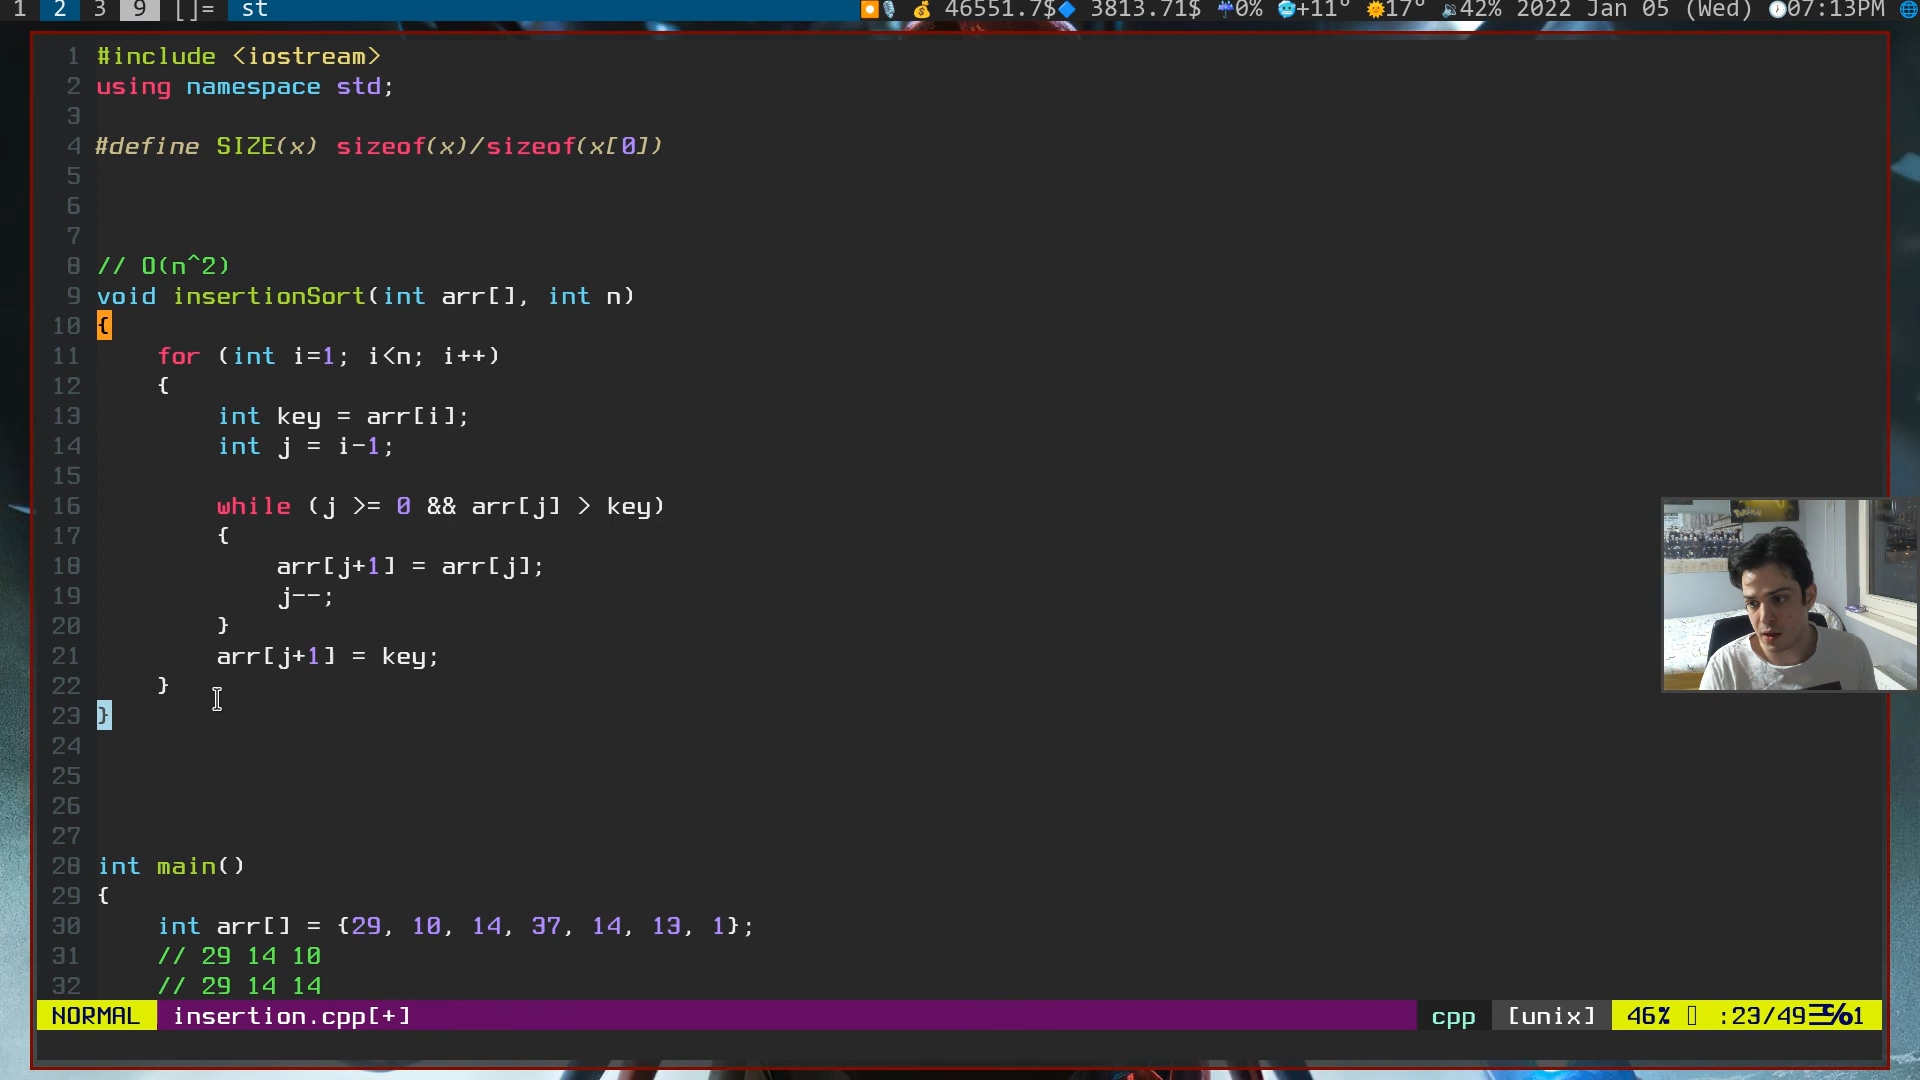 1 2 3 9 []= st 46551.7$ 3813.71$ 0% +11° 17° 42% 2022 Jan 05 (Wed) 07:13PM
1 #include <iostream>
2 using namespace std;
3
4 #define SIZE(x) sizeof(x)/sizeof(x[0])
5
6
7
8 // O(n^2)
9 void insertionSort(int arr[], int n)
10 {
11 for (int i=1; i<n; i++)
12 {
13 int key = arr[i];
14 int j = i-1;
15
16 while (j >= 0 && arr[j] > key)
17 {
18 arr[j+1] = arr[j];
19 j--;
20 }
21 arr[j+1] = key;
22 }
23 }
24
25
26
27
28 int main()
29 {
30 int arr[] = {29, 10, 14, 37, 14, 13, 1};
31 // 29 14 10
32 // 29 14 14
NORMAL insertion.cpp[+] cpp [unix] 46% :23/49 1